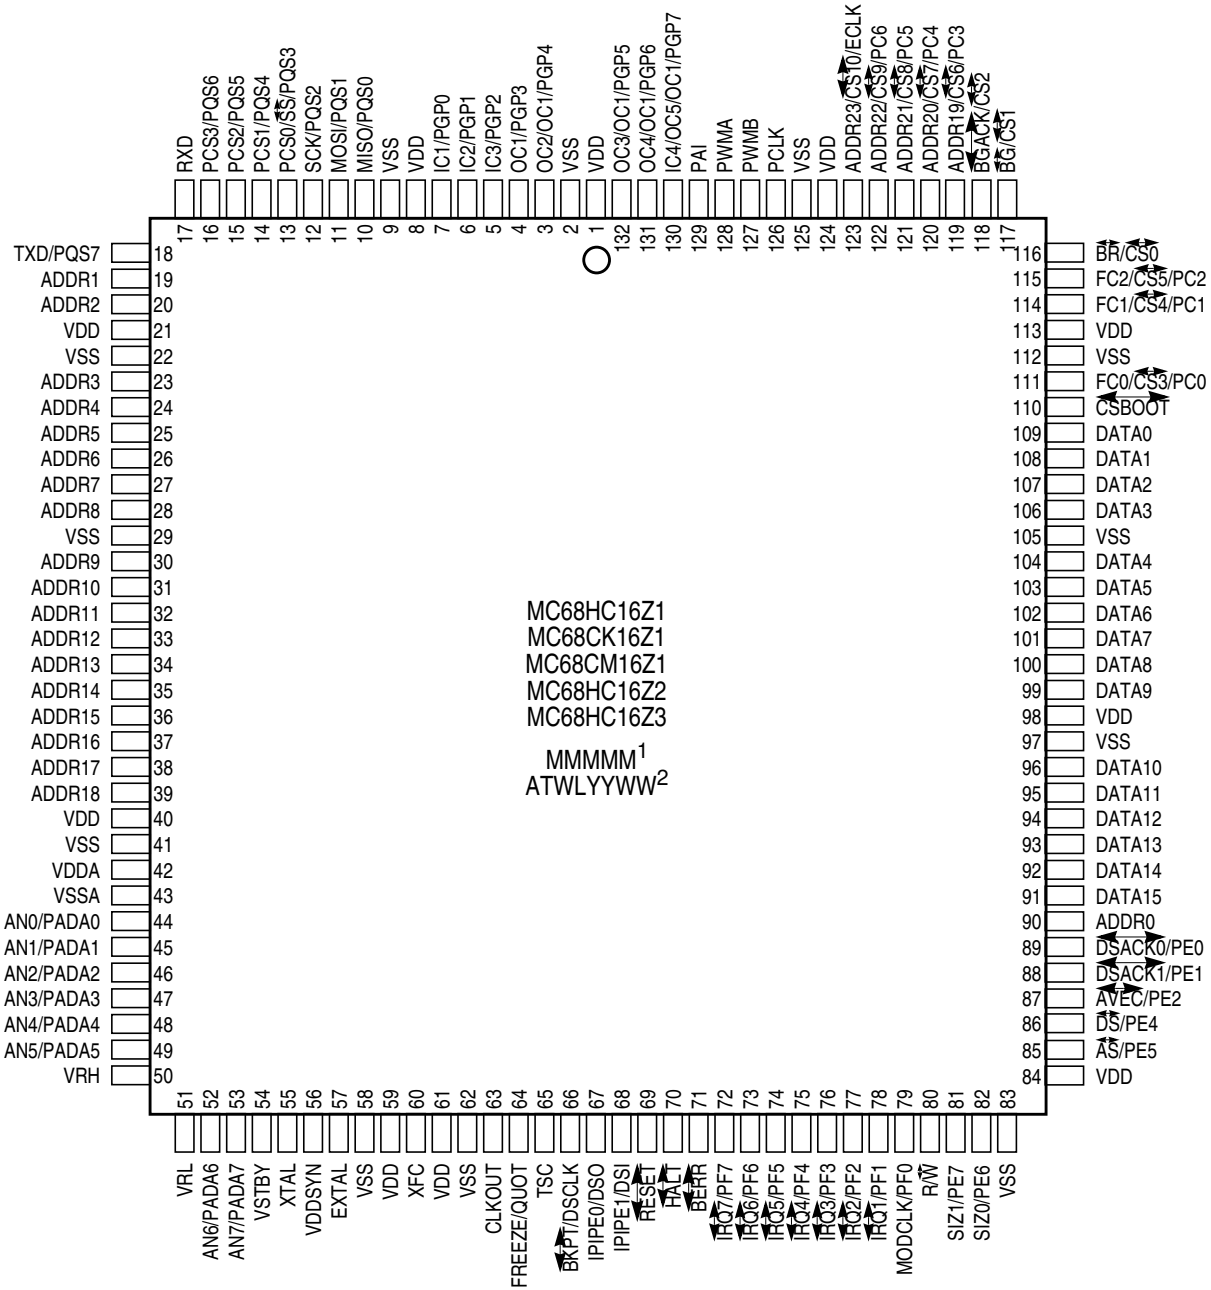 RXD
PCS3/PQS6
PCS2/PQS5
PCS1/PQS4
PCS0/SS/PQS3
SCK/PQS2
MOSI/PQS1
MISO/PQS0
VSS
VDD
IC1/PGP0
IC2/PGP1
IC3/PGP2
OC1/PGP3
OC2/OC1/PGP4
VSS
VDD
OC3/OC1/PGP5
OC4/OC1/PGP6
IC4/OC5/OC1/PGP7
PAI
PWMA
PWMB
PCLK
VSS
VDD
ADDR23/CS10/ECLK
ADDR22/CS9/PC6
ADDR21/CS8/PC5
ADDR20/CS7/PC4
ADDR19/CS6/PC3
BGACK/CS2
BG/CS1
17
16
15
14
13
12
11
10
9
8
7
6
5
4
3
2
1
132
131
130
129
128
127
126
125
124
123
122
121
120
119
118
117
TXD/PQS7 18
ADDR1 19
ADDR2 20
VDD 21
VSS 22
ADDR3 23
ADDR4 24
ADDR5 25
ADDR6 26
ADDR7 27
ADDR8 28
VSS 29
ADDR9 30
ADDR10 31
ADDR11 32
ADDR12 33
ADDR13 34
ADDR14 35
ADDR15 36
ADDR16 37
ADDR17 38
ADDR18 39
VDD 40
VSS 41
VDDA 42
VSSA 43
AN0/PADA0 44
AN1/PADA1 45
AN2/PADA2 46
AN3/PADA3 47
AN4/PADA4 48
AN5/PADA5 49
VRH 50
MC68HC16Z1
MC68CK16Z1
MC68CM16Z1
MC68HC16Z2
MC68HC16Z3
MMMMM1
ATWLYYWW2
116 BR/CS0
115 FC2/CS5/PC2
114 FC1/CS4/PC1
113 VDD
112 VSS
111 FC0/CS3/PC0
110 CSBOOT
109 DATA0
108 DATA1
107 DATA2
106 DATA3
105 VSS
104 DATA4
103 DATA5
102 DATA6
101 DATA7
100 DATA8
99 DATA9
98 VDD
97 VSS
96 DATA10
95 DATA11
94 DATA12
93 DATA13
92 DATA14
91 DATA15
90 ADDR0
89 DSACK0/PE0
88 DSACK1/PE1
87 AVEC/PE2
86 DS/PE4
85 AS/PE5
84 VDD
51
52
53
54
55
56
57
58
59
60
61
62
63
64
65
66
67
68
69
70
71
72
73
74
75
76
77
78
79
80
81
82
83
VRL
AN6/PADA6
AN7/PADA7
VSTBY
XTAL
VDDSYN
EXTAL
VSS
VDD
XFC
VDD
VSS
CLKOUT
FREEZE/QUOT
TSC
BKPT/DSCLK
IPIPE0/DSO
IPIPE1/DSI
RESET
HALT
BERR
IRQ7/PF7
IRQ6/PF6
IRQ5/PF5
IRQ4/PF4
IRQ3/PF3
IRQ2/PF2
IRQ1/PF1
MODCLK/PF0
R/W
SIZ1/PE7
SIZ0/PE6
VSS